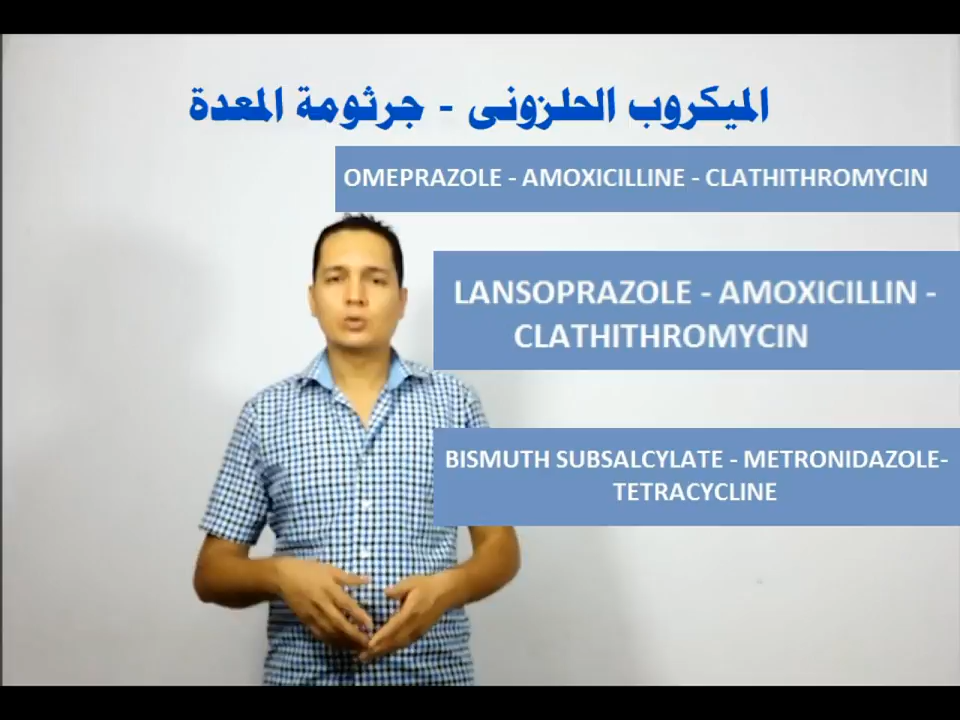 الميكروب الحلزونى - جرثومة المعدة
OMEPRAZOLE - AMOXICILLINE - CLATHITHROMYCIN
LANSOPRAZOLE - AMOXICILLIN -
CLATHITHROMYCIN
BISMUTH SUBSALCYLATE - METRONIDAZOLE-
TETRACYCLINE